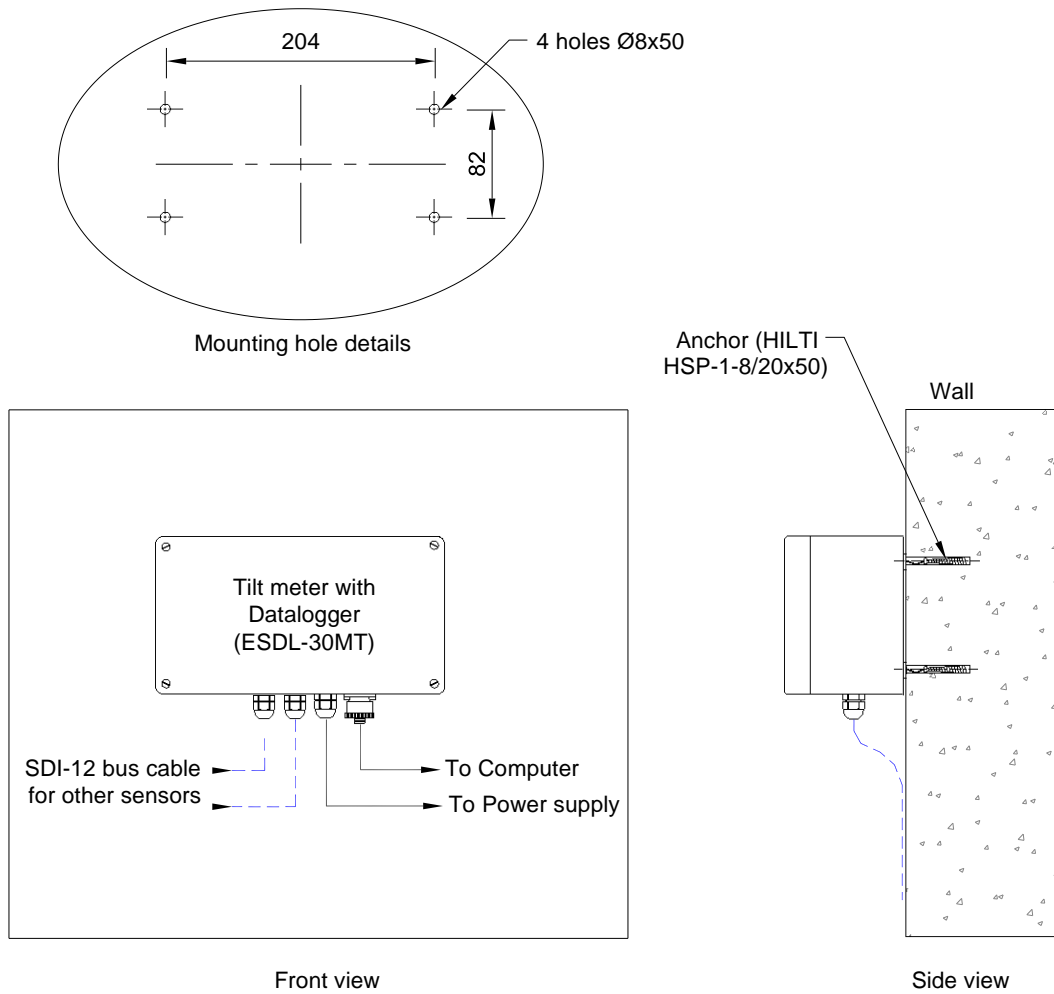 204
4 holes Ø8x50
82
Mounting hole details
Anchor (HILTI
HSP-1-8/20x50)
Wall
Tilt meter with
Datalogger
(ESDL-30MT)
SDI-12 bus cable
for other sensors
To Computer
To Power supply
Front view
Side view